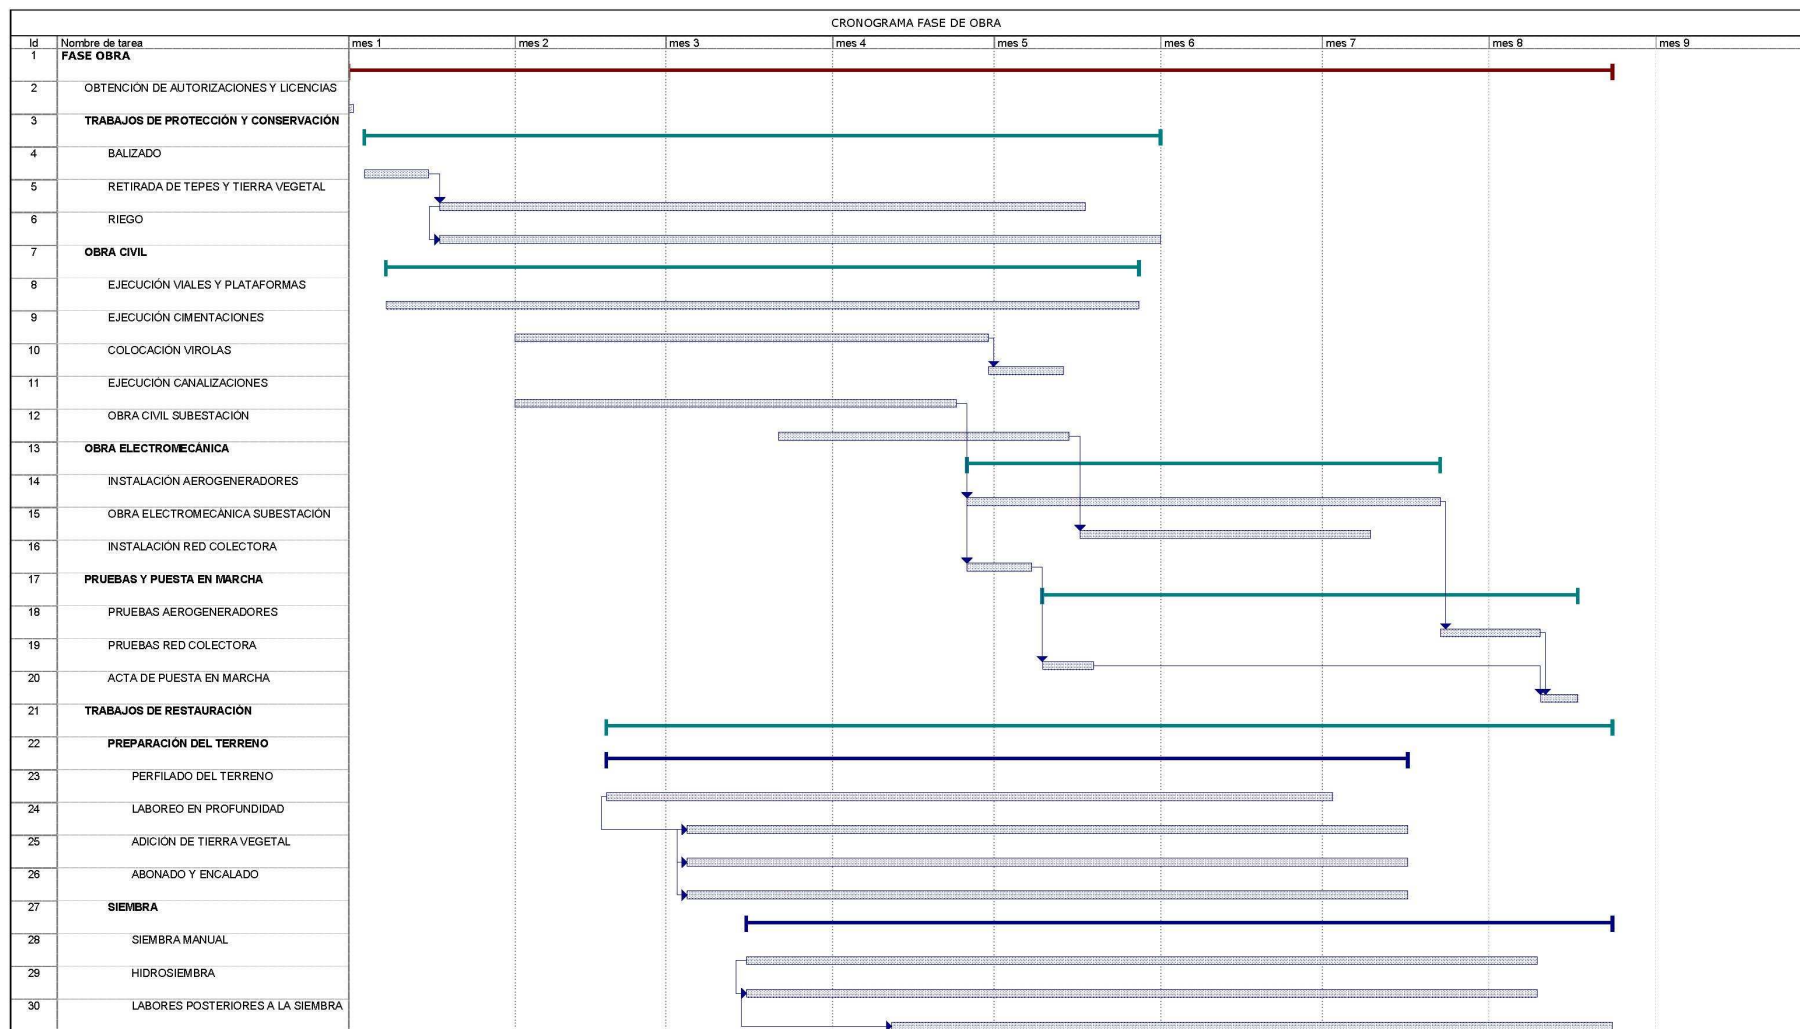 CRONOGRAMA FASE DE OBRA
Id Nombre de tarea mes 1 mes 2 mes 3 mes 4 mes 5 mes 6 mes 7 mes 8 mes 9
1 FASE OBRA
2 OBTENCIÓN DE AUTORIZACIONES Y LICENCIAS
3 TRABAJOS DE PROTECCIÓN Y CONSERVACIÓN
4 BALIZADO
5 RETIRADA DE TEPES Y TIERRA VEGETAL
6 RIEGO
7 OBRA CIVIL
8 EJECUCIÓN VIALES Y PLATAFORMAS
9 EJECUCIÓN CIMENTACIONES
10 COLOCACIÓN VIROLAS
11 EJECUCIÓN CANALIZACIONES
12 OBRA CIVIL SUBESTACIÓN
13 OBRA ELECTROMECÁNICA
14 INSTALACIÓN AEROGENERADORES
15 OBRA ELECTROMECÁNICA SUBESTACIÓN
16 INSTALACIÓN RED COLECTORA
17 PRUEBAS Y PUESTA EN MARCHA
18 PRUEBAS AEROGENERADORES
19 PRUEBAS RED COLECTORA
20 ACTA DE PUESTA EN MARCHA
21 TRABAJOS DE RESTAURACIÓN
22 PREPARACIÓN DEL TERRENO
23 PERFILADO DEL TERRENO
24 LABOREO EN PROFUNDIDAD
25 ADICIÓN DE TIERRA VEGETAL
26 ABONADO Y ENCALADO
27 SIEMBRA
28 SIEMBRA MANUAL
29 HIDROSIEMBRA
30 LABORES POSTERIORES A LA SIEMBRA